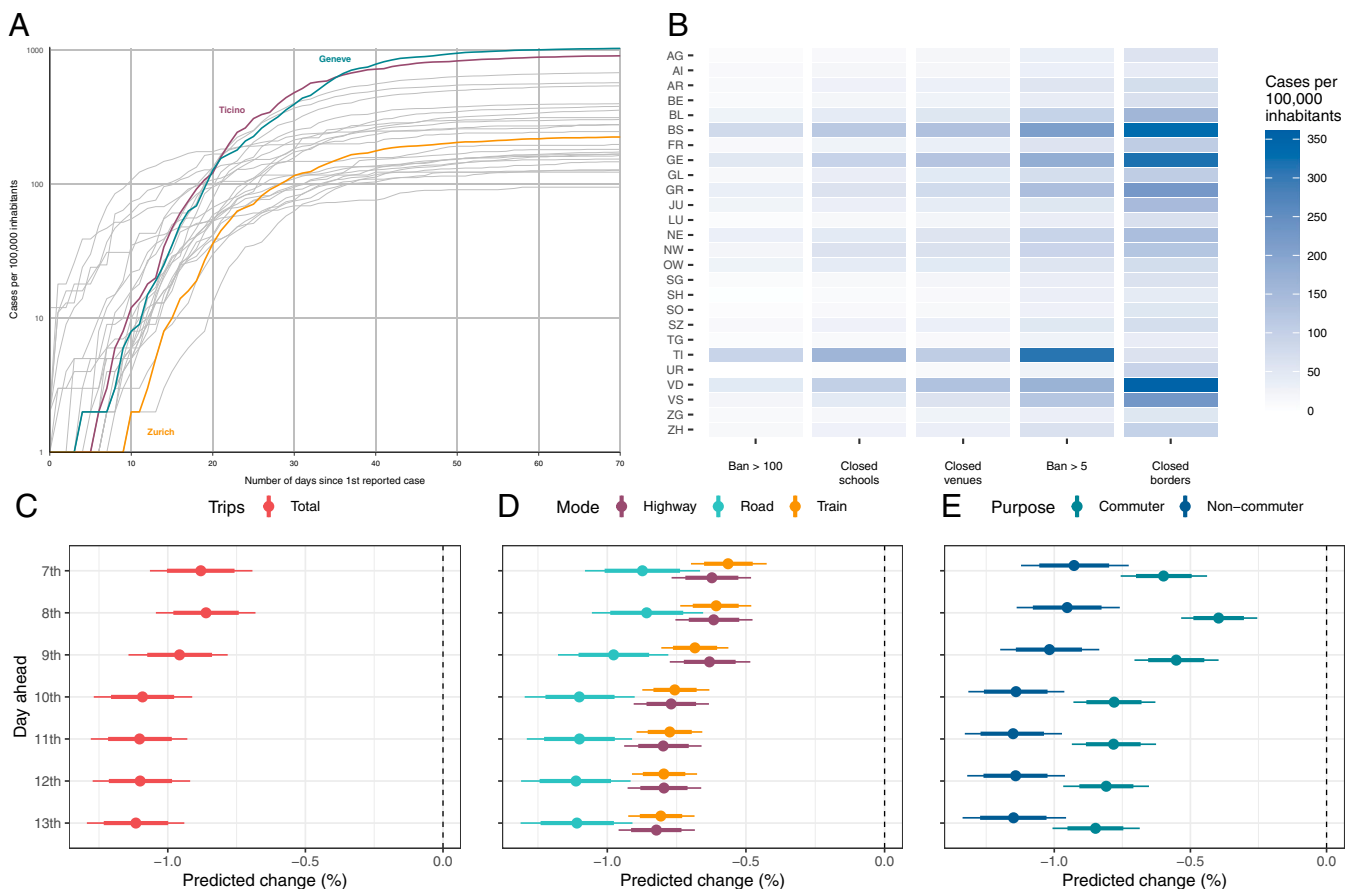 A
Cases per 100,000 inhabitants
1000
100
10
1
Geneve
Ticino
Zurich
0 10 20 30 40 50 60 70
Number of days since 1st reported case
B
AG
AI
AR
BE
BL
BS
FR
GE
GL
GR
JU
LU
NE
NW
OW
SG
SH
SO
SZ
TG
TI
UR
VD
VS
ZG
ZH
Ban > 100
Closed
schools
Closed
venues
Ban > 5
Closed
borders
Cases per
100,000
inhabitants
350
300
250
200
150
100
50
0
C
Trips Total
Day ahead
7th
8th
9th
10th
11th
12th
13th
−1.0 −0.5 0.0
Predicted change (%)
D
Mode Highway Road Train
−1.0 −0.5 0.0
Predicted change (%)
E
Purpose Commuter Non−commuter
−1.0 −0.5 0.0
Predicted change (%)